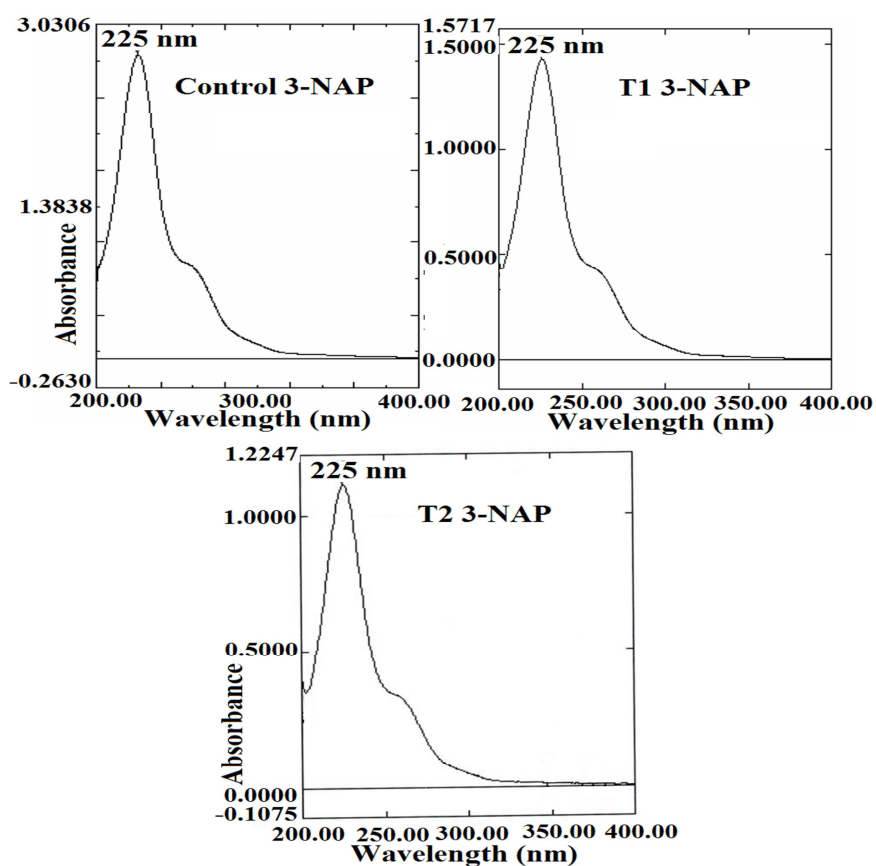 3.0306
225 nm
Control 3-NAP
1.3838
Absorbance
-0.2630
200.00 300.00 400.00
Wavelength (nm)
1.5717
1.5000
225 nm
T1 3-NAP
1.0000
0.5000
0.0000
200.00 250.00 300.00 350.00 400.00
Wavelength (nm)
1.2247
225 nm
1.0000
T2 3-NAP
0.5000
Absorbance
0.0000
-0.1075
200.00 250.00 300.00 350.00 400.00
Wavelength (nm)